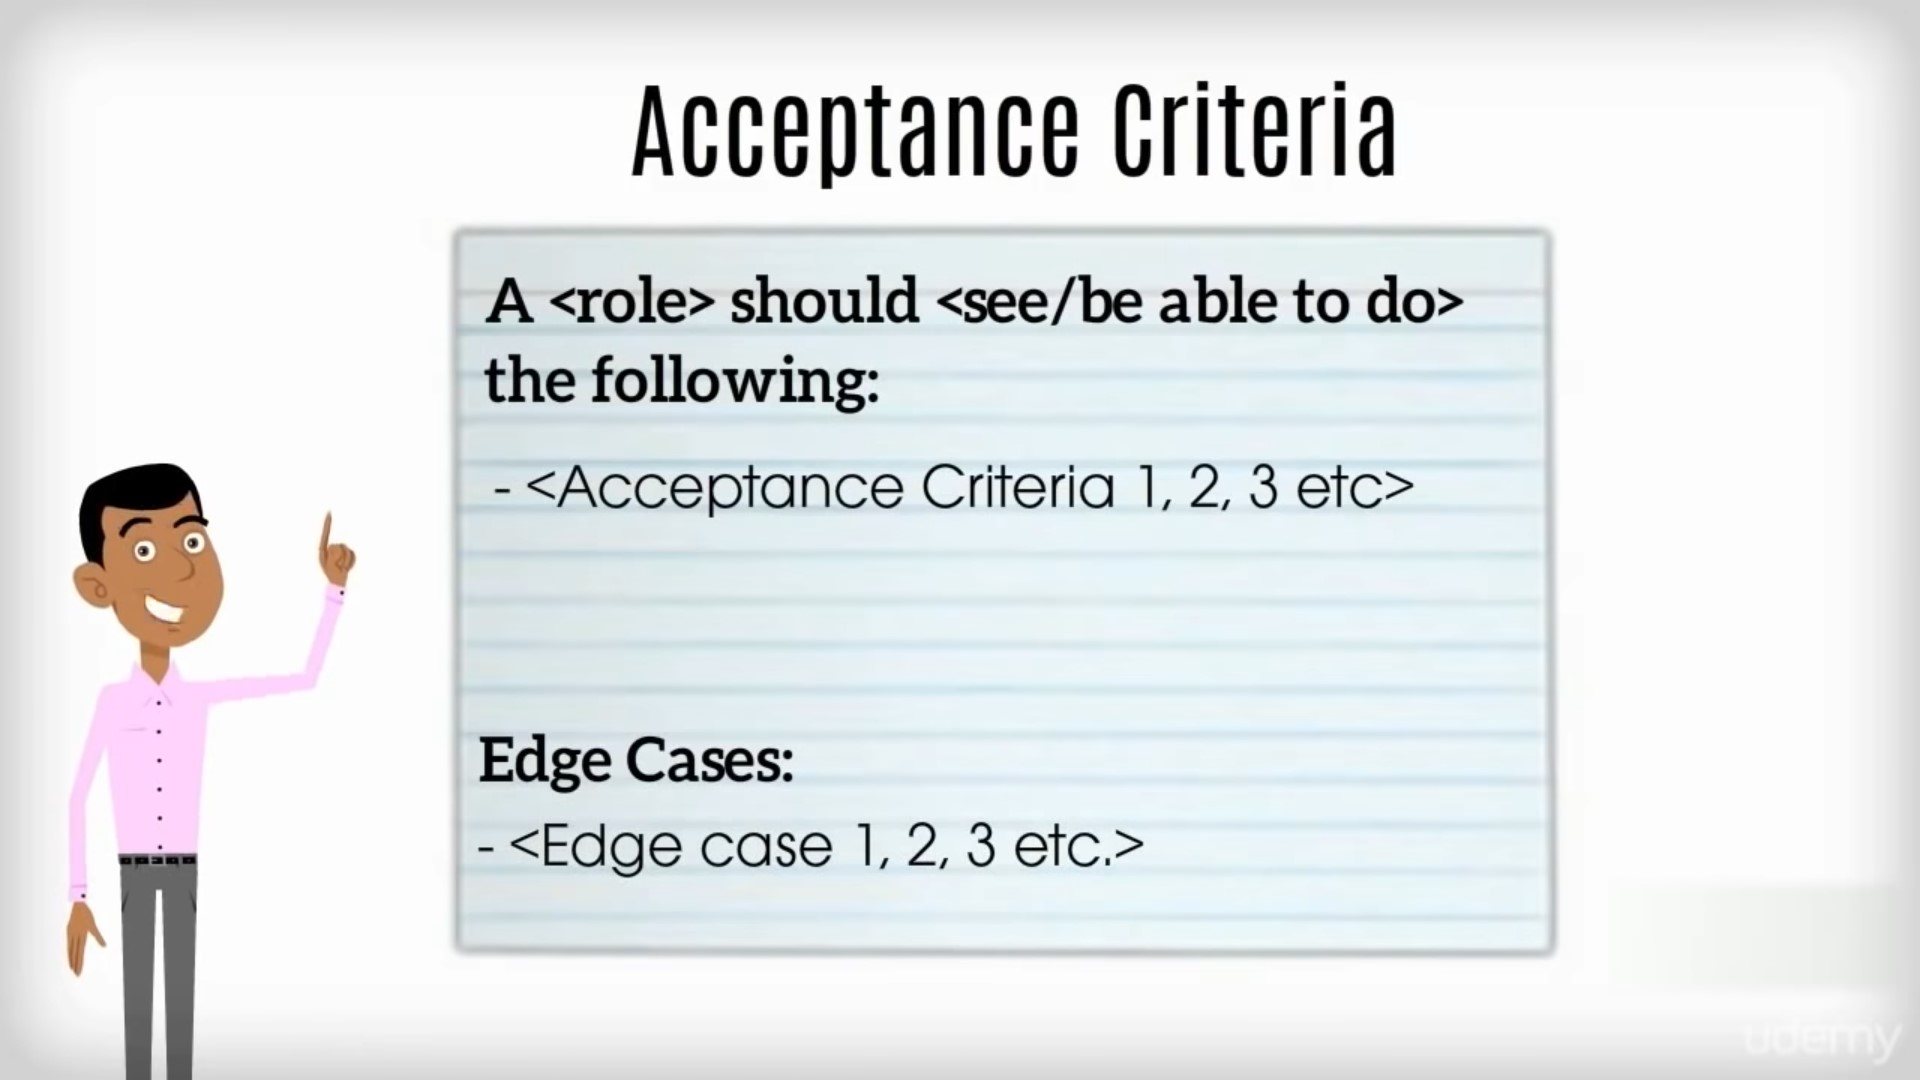 Acceptance Criteria
A <role> should <see/be able to do>
the following:
- <Acceptance Criteria 1, 2, 3 etc>
Edge Cases:
- <Edge case 1, 2, 3 etc.>
udemy